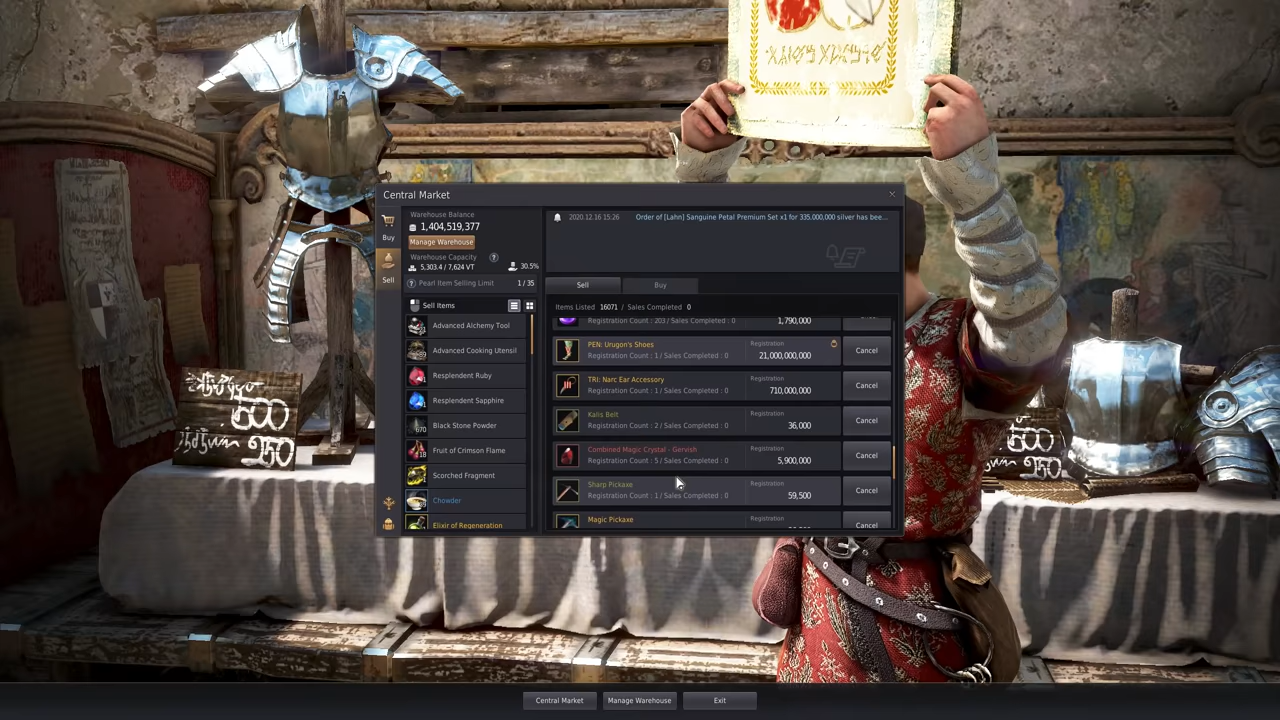 Central Market
Warehouse Balance
1,404,519,377
Manage Warehouse
Warehouse Capacity ?
5,303.4 / 7,624 VT
30.5%
? Pearl Item Selling Limit 1 / 35
Buy
Sell
Sell Items
Advanced Alchemy Tool
Advanced Cooking Utensil
Resplendent Ruby
Resplendent Sapphire
Black Stone Powder
670
Fruit of Crimson Flame
18
Scorched Fragment
Chowder
Elixir of Regeneration
2020.12.16 15:26 Order of [Lahn] Sanguine Petal Premium Set x1 for 335,000,000 silver has bee...
Sell Buy
Items Listed 16071 / Sales Completed 0
Registration Count : 203 / Sales Completed : 0 1,790,000
PEN: Urugon's Shoes
Registration Count : 1 / Sales Completed : 0
Registration
21,000,000,000
Cancel
TRI: Narc Ear Accessory
Registration Count : 1 / Sales Completed : 0
Registration
710,000,000
Cancel
Kalis Belt
Registration Count : 2 / Sales Completed : 0
Registration
36,000
Cancel
Combined Magic Crystal - Gervish
Registration Count : 5 / Sales Completed : 0
Registration
5,900,000
Cancel
Sharp Pickaxe
Registration Count : 1 / Sales Completed : 0
Registration
59,500
Cancel
Magic Pickaxe
Registration
Cancel
Central Market Manage Warehouse Exit